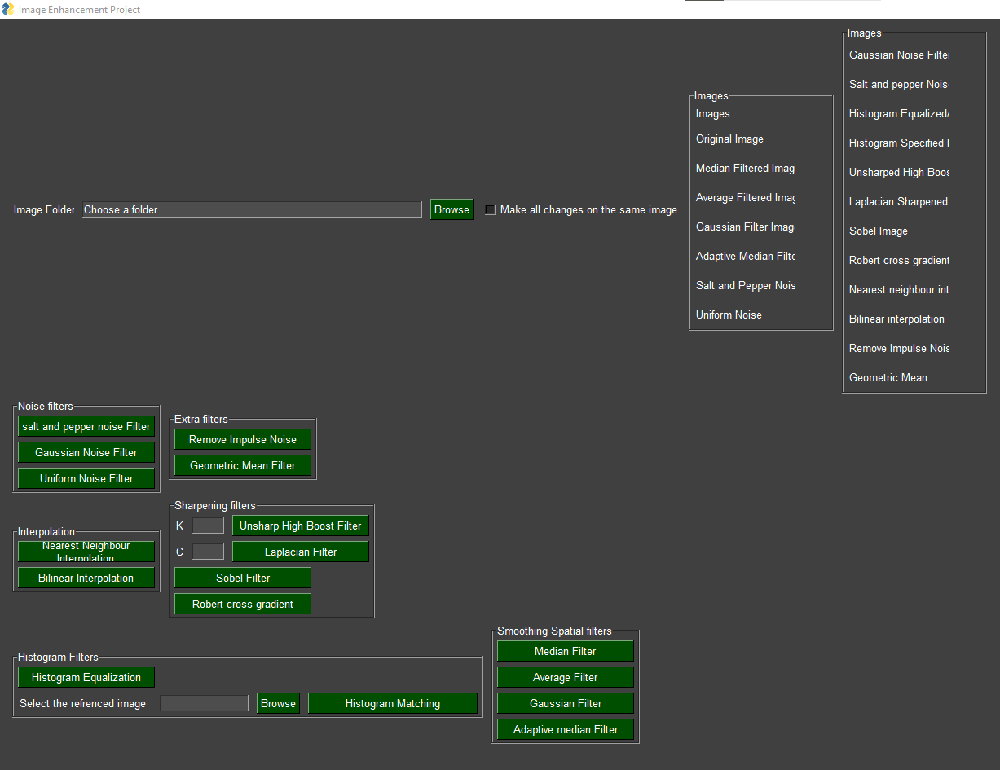 Image Enhancement Project
Image Folder
Choose a folder...
Browse
Make all changes on the same image
Images
Images
Original Image
Median Filtered Imag
Average Filtered Imag
Gaussian Filter Image
Adaptive Median Filte
Salt and Pepper Nois
Uniform Noise
Images
Gaussian Noise Filte
Salt and pepper Nois
Histogram Equalized/
Histogram Specified I
Unsharped High Boos
Laplacian Sharpened
Sobel Image
Robert cross gradient
Nearest neighbour int
Bilinear interpolation
Remove Impulse Nois
Geometric Mean
Noise filters
salt and pepper noise Filter
Gaussian Noise Filter
Uniform Noise Filter
Extra filters
Remove Impulse Noise
Geometric Mean Filter
Interpolation
Nearest Neighbour
Interpolation
Bilinear Interpolation
Sharpening filters
K
Unsharp High Boost Filter
C
Laplacian Filter
Sobel Filter
Robert cross gradient
Histogram Filters
Histogram Equalization
Select the refrenced image
Browse
Histogram Matching
Smoothing Spatial filters
Median Filter
Average Filter
Gaussian Filter
Adaptive median Filter